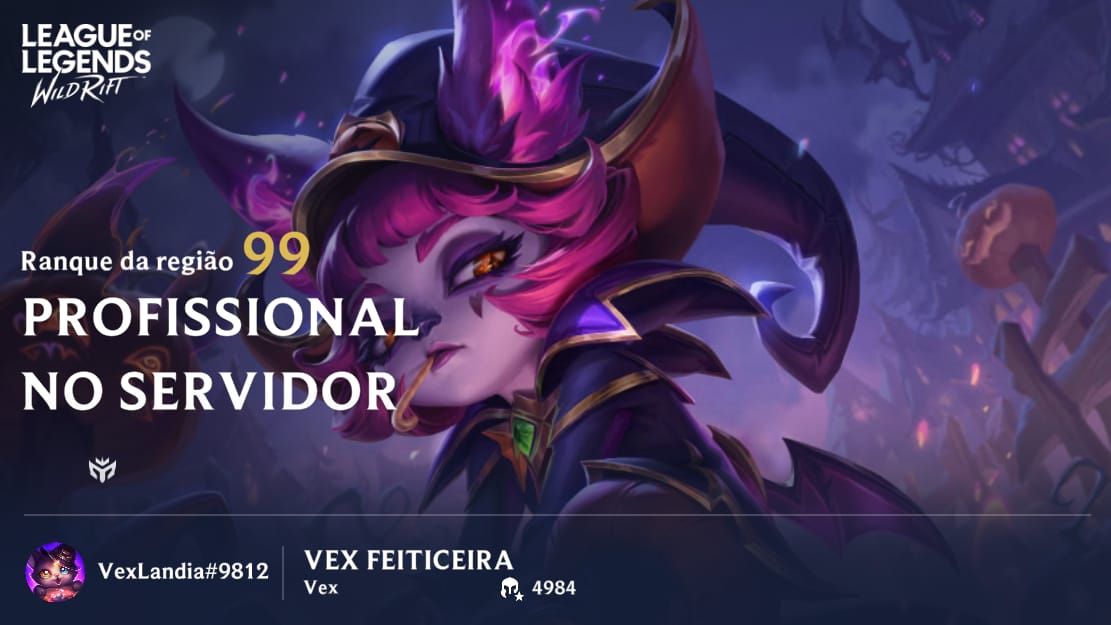 LEAGUE OF
LEGENDS
WILD RIFT
Ranque da região 99
PROFISSIONAL
NO SERVIDOR
VexLandia#9812
VEX FEITICEIRA
Vex
4984